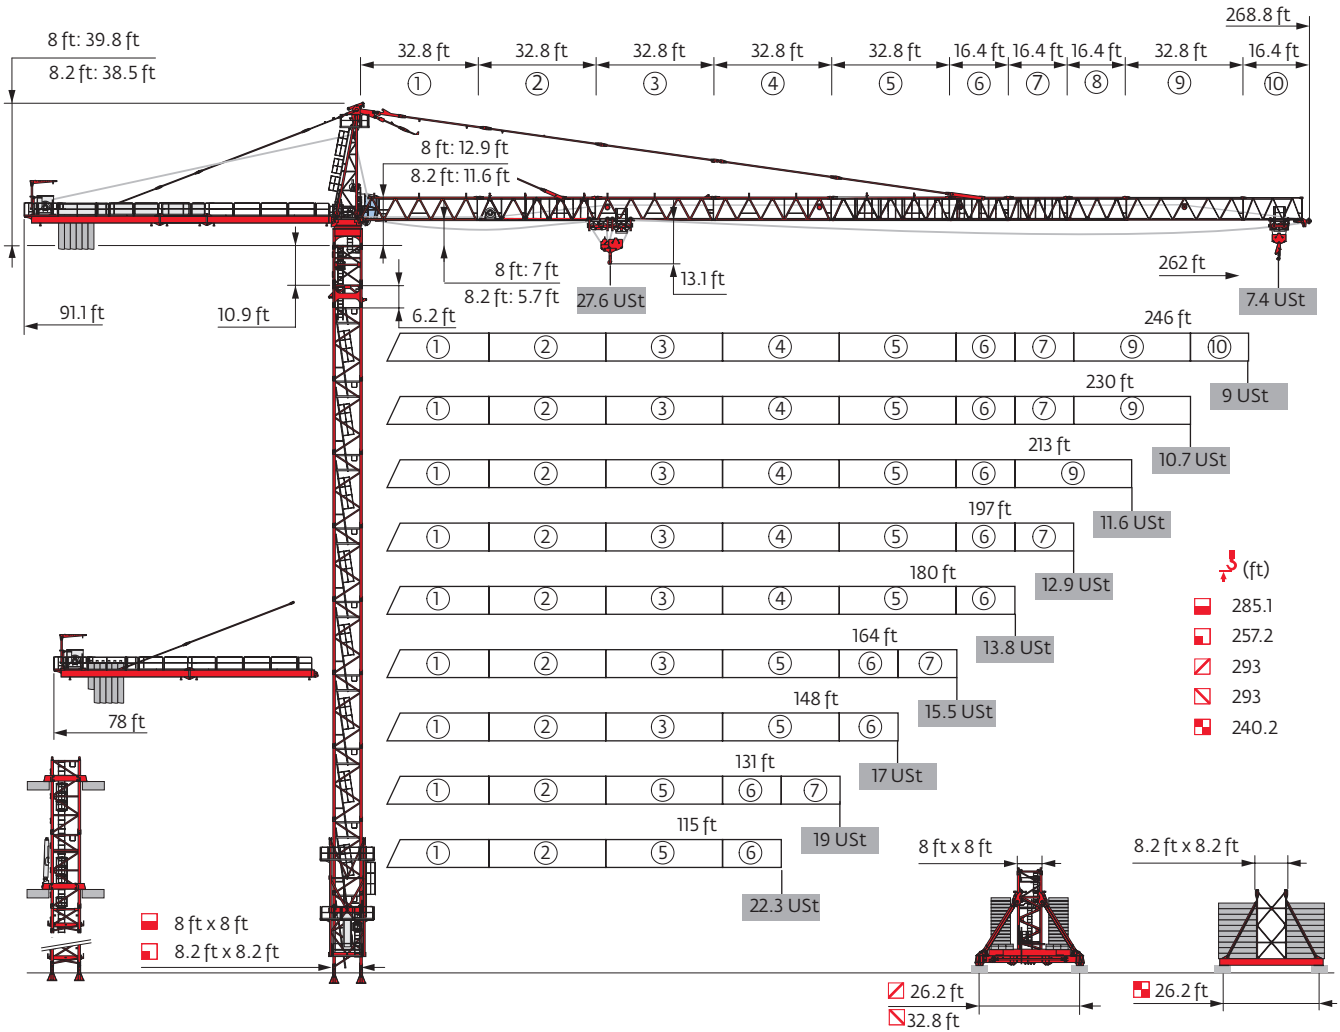 268.8 ft
8 ft: 39.8 ft
8.2 ft: 38.5 ft
32.8 ft 32.8 ft 32.8 ft 32.8 ft 32.8 ft 16.4 ft 16.4 ft 16.4 ft 32.8 ft 16.4 ft
① ② ③ ④ ⑤ ⑥ ⑦ ⑧ ⑨ ⑩
8 ft: 12.9 ft
8.2 ft: 11.6 ft
8 ft: 7 ft
8.2 ft: 5.7 ft
13.1 ft
262 ft
27.6 USt
7.4 USt
91.1 ft
10.9 ft
6.2 ft
246 ft
① ② ③ ④ ⑤ ⑥ ⑦ ⑨ ⑩
9 USt
230 ft
① ② ③ ④ ⑤ ⑥ ⑦ ⑨
10.7 USt
213 ft
① ② ③ ④ ⑤ ⑥ ⑨
11.6 USt
197 ft
① ② ③ ④ ⑤ ⑥ ⑦
12.9 USt
180 ft
① ② ③ ④ ⑤ ⑥
13.8 USt
164 ft
① ② ③ ⑤ ⑥ ⑦
15.5 USt
148 ft
① ② ③ ⑤ ⑥
17 USt
131 ft
① ② ⑤ ⑥ ⑦
19 USt
115 ft
① ② ⑤ ⑥
22.3 USt
(ft)
285.1
257.2
293
293
240.2
78 ft
8 ft x 8 ft
8.2 ft x 8.2 ft
8 ft x 8 ft
26.2 ft
32.8 ft
8.2 ft x 8.2 ft
26.2 ft